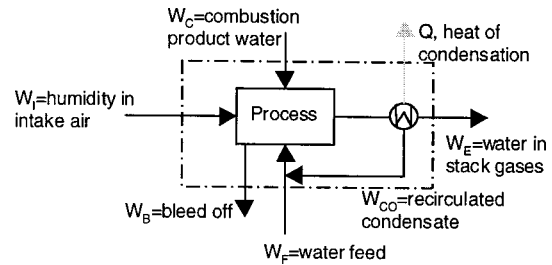 W_C=combustion
product water
Q, heat of
condensation
W_I=humidity in
intake air
Process
W_E=water in
stack gases
W_B=bleed off
W_CO=recirculated
condensate
W_F=water feed